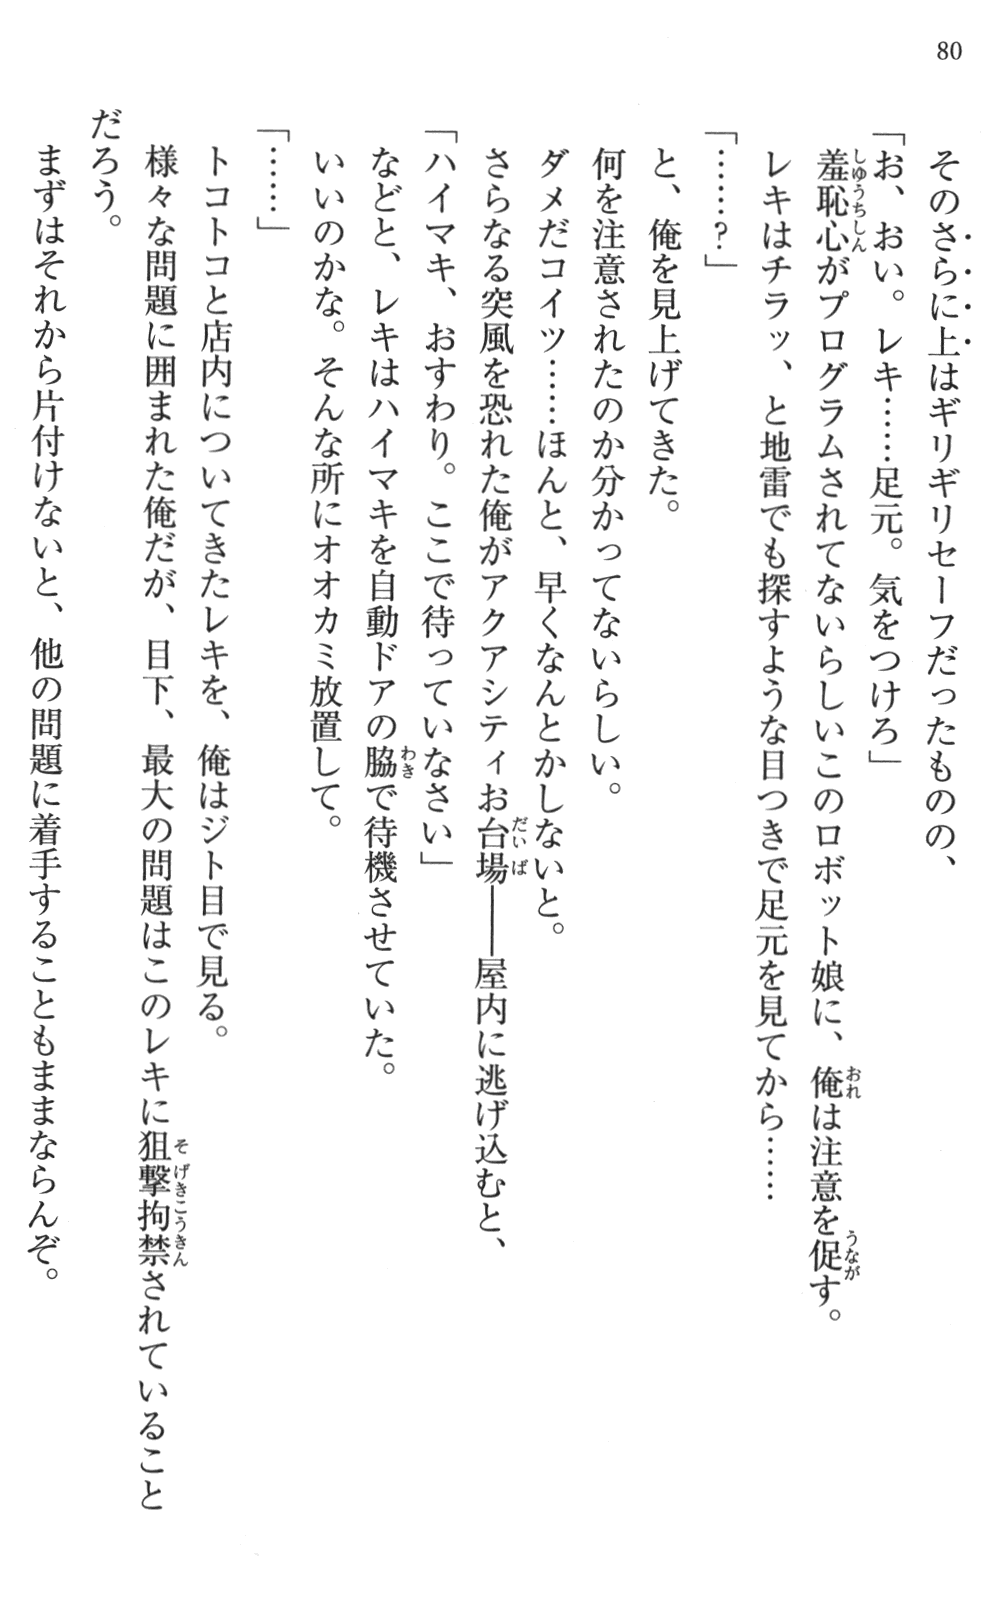 80
そのさらに上はギリギリセーフだったものの、
「お、おい。レキ……足元。気をつけろ」
羞恥心がプログラムされてないらしいこのロボット娘に、俺は注意を促す。
レキはチラッ、と地雷でも探すような目つきで足元を見てから……
「……？」
と、俺を見上げてきた。
何を注意されたのか分かってないらしい。
ダメだコイツ……ほんと、早くなんとかしないと。
さらなる突風を恐れた俺がアクアシティお台場――屋内に逃げ込むと、
「ハイマキ、おすわり。ここで待っていなさい」
などと、レキはハイマキを自動ドアの脇で待機させていた。
いいのかな。そんな所にオオカミ放置して。
「……」
トコトコと店内についてきたレキを、俺はジト目で見る。
様々な問題に囲まれた俺だが、目下、最大の問題はこのレキに狙撃拘禁されていること
だろう。
まずはそれから片付けないと、他の問題に着手することもままならんぞ。